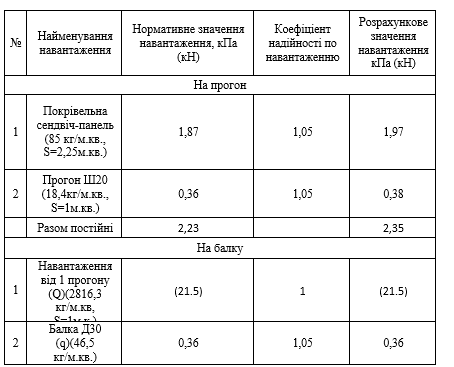 №
Найменування
навантаження
Нормативне значення
навантаження, кПа
(кН)
Коефіцієнт
надійності по
навантаженню
Розрахункове
значення
навантаження
кПа (кН)
На прогон
1
Покрівельна
сендвіч-панель
(85 кг/м.кв.,
S=2,25м.кв.)
1,87
1,05
1,97
2
Прогон Ш20
(18,4кг/м.кв.,
S=1м.кв.)
0,36
1,05
0,38
Разом постійні
2,23
2,35
На балку
1
Навантаження
від 1 прогону
(Q)(2816,3
кг/м.кв,
S=1м.к.)
(21.5)
1
(21.5)
2
Балка Д30
(q)(46,5
кг/м.кв.)
0,36
1,05
0,36